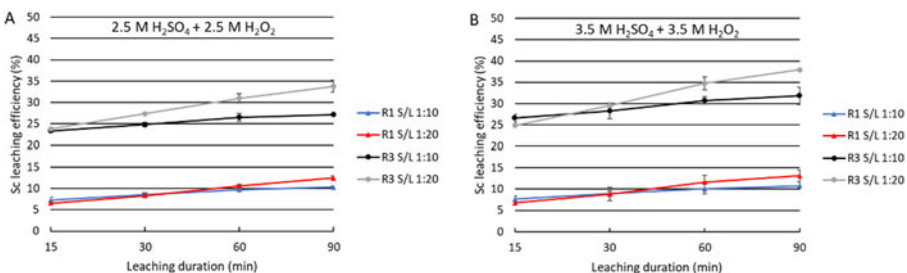 A
2.5 M H₂SO₄ + 2.5 M H₂O₂
Sc leaching efficiency (%)
50
45
40
35
30
25
20
15
10
5
0
15 30 60 90
Leaching duration (min)
R1 S/L 1:10
R1 S/L 1:20
R3 S/L 1:10
R3 S/L 1:20
B
3.5 M H₂SO₄ + 3.5 M H₂O₂
Sc leaching efficiency (%)
50
45
40
35
30
25
20
15
10
5
0
15 30 60 90
Leaching duration (min)
R1 S/L 1:10
R1 S/L 1:20
R3 S/L 1:10
R3 S/L 1:20